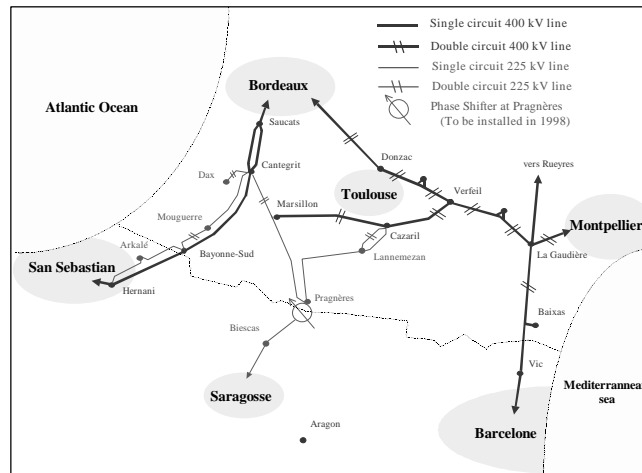 Single circuit 400 kV line
Double circuit 400 kV line
Single circuit 225 kV line
Double circuit 225 kV line
Phase Shifter at Pragnères
(To be installed in 1998)
Atlantic Ocean
Bordeaux
Saucats
Donzac
vers Rueyres
Dax
Cantegrit
Toulouse
Verfeil
Marsillon
Mouguerre
Montpellier
Cazaril
La Gaudière
Arkalé
Bayonne-Sud
Lannemezan
San Sebastian
Hernani
Pragnères
Baixas
Biescas
Vic
Saragosse
Mediterranean
sea
Aragon
Barcelone